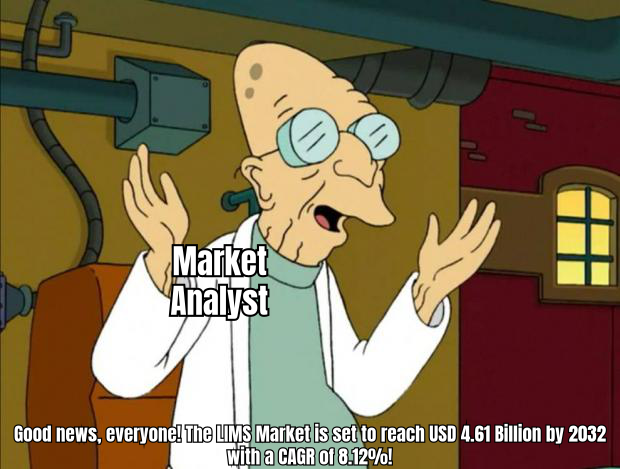 Market
Analyst
Good news, everyone! The LIMS Market is set to reach USD 4.61 Billion by 2032
with a CAGR of 8.12%!